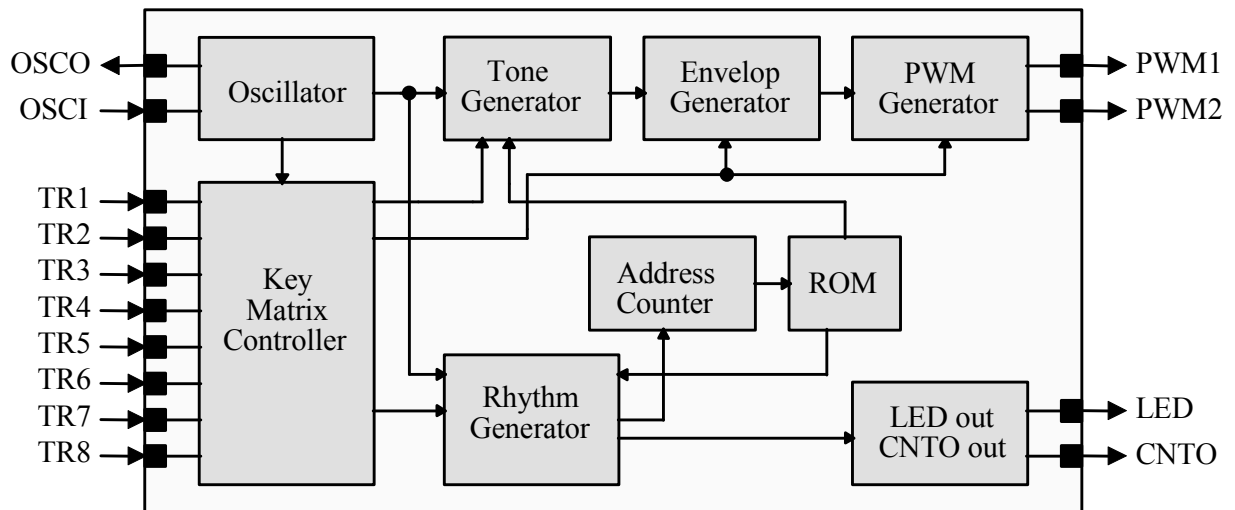 OSCO
OSCI
TR1
TR2
TR3
TR4
TR5
TR6
TR7
TR8
Oscillator
Key
Matrix
Controller
Tone
Generator
Envelop
Generator
PWM
Generator
Address
Counter
ROM
Rhythm
Generator
LED out
CNTO out
PWM1
PWM2
LED
CNTO